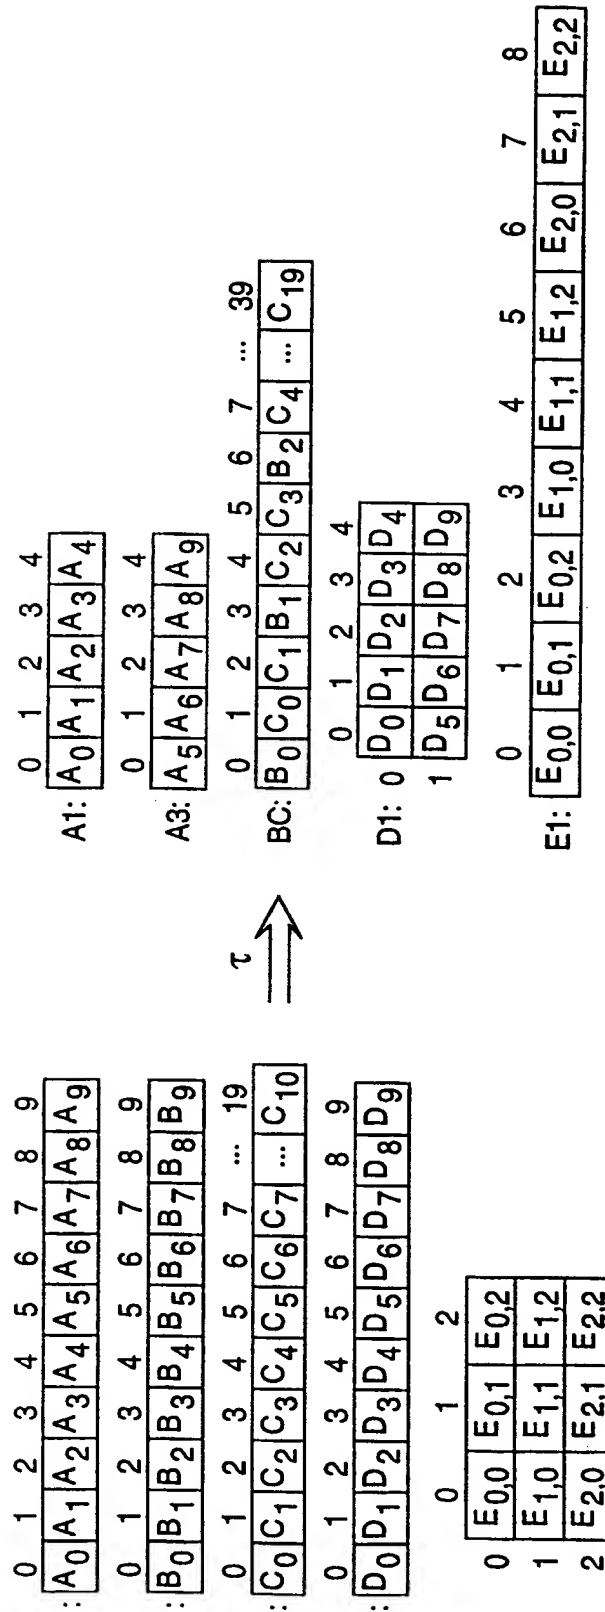 0 1 2 3 4 5 6 7 8 9
: A0 A1 A2 A3 A4 A5 A6 A7 A8 A9
0 1 2 3 4 5 6 7 8 9
: B0 B1 B2 B3 B4 B5 B6 B7 B8 B9
0 1 2 3 4 5 6 7 ... 19
: C0 C1 C2 C3 C4 C5 C6 C7 ... C10
0 1 2 3 4 5 6 7 8 9
: D0 D1 D2 D3 D4 D5 D6 D7 D8 D9
0 1 2
0 E0,0 E0,1 E0,2
1 E1,0 E1,1 E1,2
2 E2,0 E2,1 E2,2
τ
0 1 2 3 4
A1: A0 A1 A2 A3 A4
0 1 2 3 4
A3: A5 A6 A7 A8 A9
0 1 2 3 4 5 6 7 ... 39
BC: B0 C0 C1 B1 C2 C3 B2 C4 ... C19
0 1 2 3 4
D1: 0 D0 D1 D2 D3 D4
1 D5 D6 D7 D8 D9
0 1 2 3 4 5 6 7 8
E1: E0,0 E0,1 E0,2 E1,0 E1,1 E1,2 E2,0 E2,1 E2,2